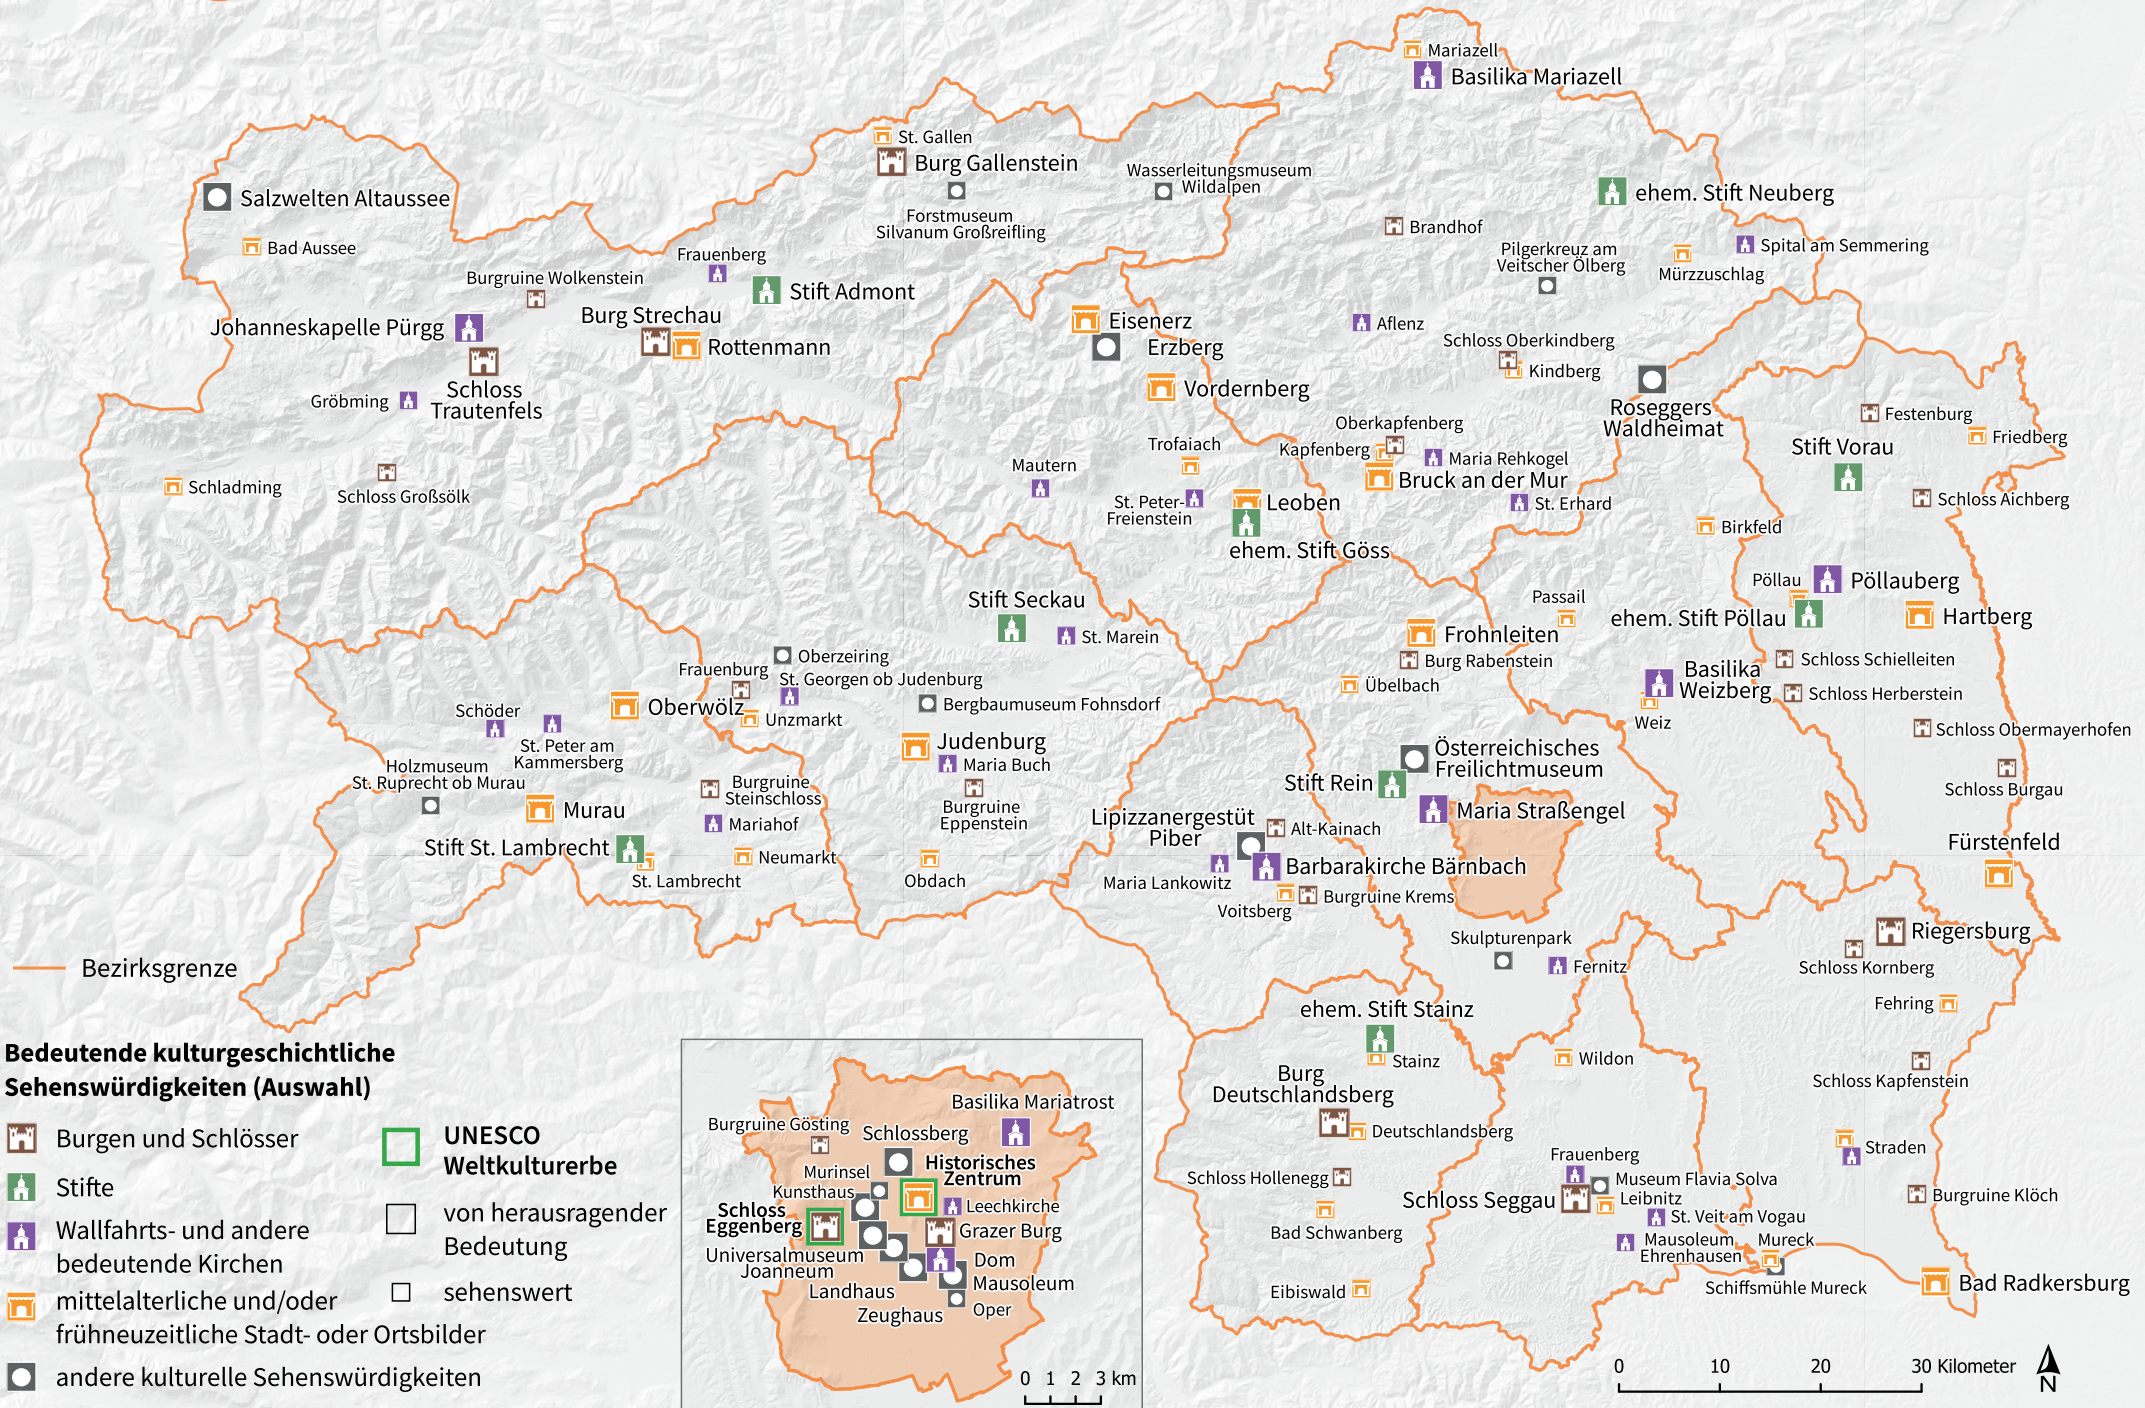 Mariazell
Basilika Mariazell
St. Gallen
Burg Gallenstein
Wasserleitungsmuseum
Wildalpen
Forstmuseum
Silvanum Großreifling
Salzwelten Altaussee
Bad Aussee
ehem. Stift Neuberg
Brandhof
Pilgerkreuz am
Veitscher Ölberg
Spital am Semmering
Mürzzuschlag
Frauenberg
Burgruine Wolkenstein
Stift Admont
Johanneskapelle Pürgg
Burg Strechau
Rottenmann
Eisenerz
Erzberg
Aflenz
Schloss Oberkindberg
Kindberg
Schloss
Trautenfels
Gröbming
Vordernberg
Roseggers
Waldheimat
Festenburg
Friedberg
Stift Vorau
Oberkapfenberg
Kapfenberg
Maria Rehkogel
Bruck an der Mur
Trofaiach
Mautern
Schladming
Schloss Großsölk
St. Peter-
Freienstein
Leoben
St. Erhard
Schloss Aichberg
Birkfeld
ehem. Stift Göss
Pöllau
Pöllauberg
Passail
ehem. Stift Pöllau
Hartberg
Stift Seckau
St. Marein
Frohnleiten
Burg Rabenstein
Schloss Schielleiten
Oberzeiring
Frauenburg
St. Georgen ob Judenburg
Übelbach
Basilika
Weizberg
Schloss Herberstein
Oberwölz
Unzmarkt
Bergbaumuseum Fohnsdorf
Weiz
Schloss Obermayerhofen
Schöder
St. Peter am
Kammersberg
Judenburg
Maria Buch
Österreichisches
Freilichtmuseum
Holzmuseum
St. Ruprecht ob Murau
Burgruine
Steinschloss
Burgruine
Eppenstein
Stift Rein
Schloss Burgau
Murau
Mariahof
Lipizzanergestüt
Piber
Alt-Kainach
Maria Straßengel
Stift St. Lambrecht
St. Lambrecht
Neumarkt
Obdach
Fürstenfeld
Barbarakirche Bärnbach
Maria Lankowitz
Voitsberg
Burgruine Krems
Riegersburg
Skulpturenpark
Fernitz
Schloss Kornberg
Fehring
ehem. Stift Stainz
Stainz
Wildon
Schloss Kapfenstein
Burg
Deutschlandsberg
Deutschlandsberg
Straden
Schloss Hollenegg
Frauenberg
Museum Flavia Solva
Schloss Seggau
Leibnitz
St. Veit am Vogau
Burgruine Klöch
Bad Schwanberg
Mausoleum
Ehrenhausen
Mureck
Schiffsmühle Mureck
Bad Radkersburg
Eibiswald
0 10 20 30 Kilometer
N
Bezirksgrenze
Bedeutende kulturgeschichtliche
Sehenswürdigkeiten (Auswahl)
Burgen und Schlösser
Stifte
Wallfahrts- und andere
bedeutende Kirchen
mittelalterliche und/oder
frühneuzeitliche Stadt- oder Ortsbilder
andere kulturelle Sehenswürdigkeiten
UNESCO
Weltkulturerbe
von herausragender
Bedeutung
sehenswert
Basilika Mariatrost
Burgruine Gösting
Schlossberg
Historisches
Zentrum
Murinsel
Kunsthaus
Leechkirche
Schloss
Eggenberg
Grazer Burg
Universalmuseum
Joanneum
Dom
Mausoleum
Landhaus
Zeughaus
Oper
0 1 2 3 km